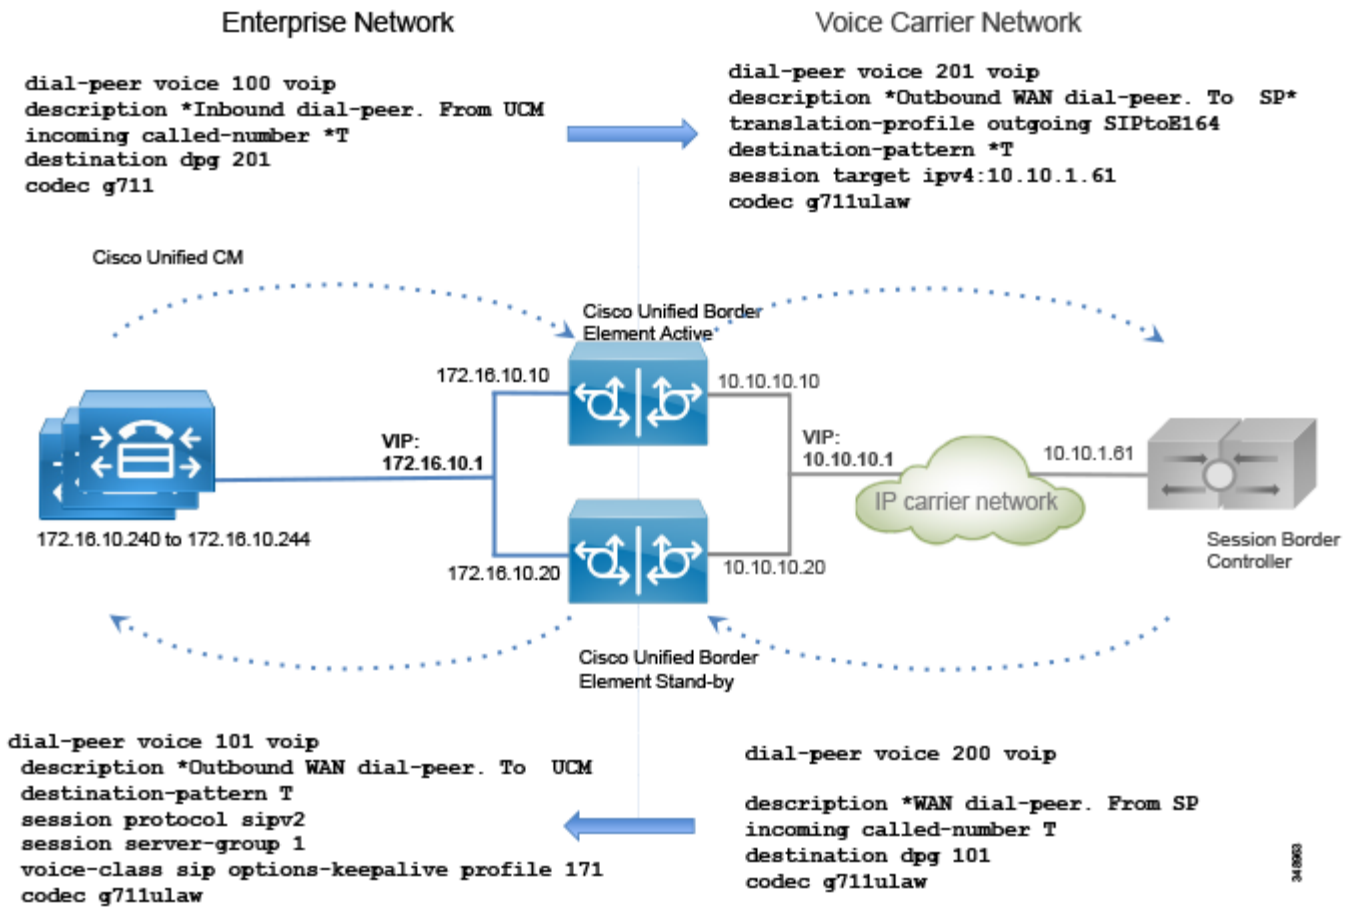 Enterprise Network
Voice Carrier Network
dial-peer voice 100 voip
description *Inbound dial-peer. From UCM
incoming called-number *T
destination dpg 201
codec g711
dial-peer voice 201 voip
description *Outbound WAN dial-peer. To SP*
translation-profile outgoing SIPtoE164
destination-pattern *T
session target ipv4:10.10.1.61
codec g711ulaw
Cisco Unified CM
Cisco Unified Border
Element Active
172.16.10.10
10.10.10.10
VIP:
172.16.10.1
VIP:
10.10.10.1
10.10.1.61
IP carrier network
172.16.10.240 to 172.16.10.244
172.16.10.20
10.10.10.20
Session Border
Controller
Cisco Unified Border
Element Stand-by
dial-peer voice 101 voip
description *Outbound WAN dial-peer. To UCM
destination-pattern T
session protocol sipv2
session server-group 1
voice-class sip options-keepalive profile 171
codec g711ulaw
dial-peer voice 200 voip
description *WAN dial-peer. From SP
incoming called-number T
destination dpg 101
codec g711ulaw
348963